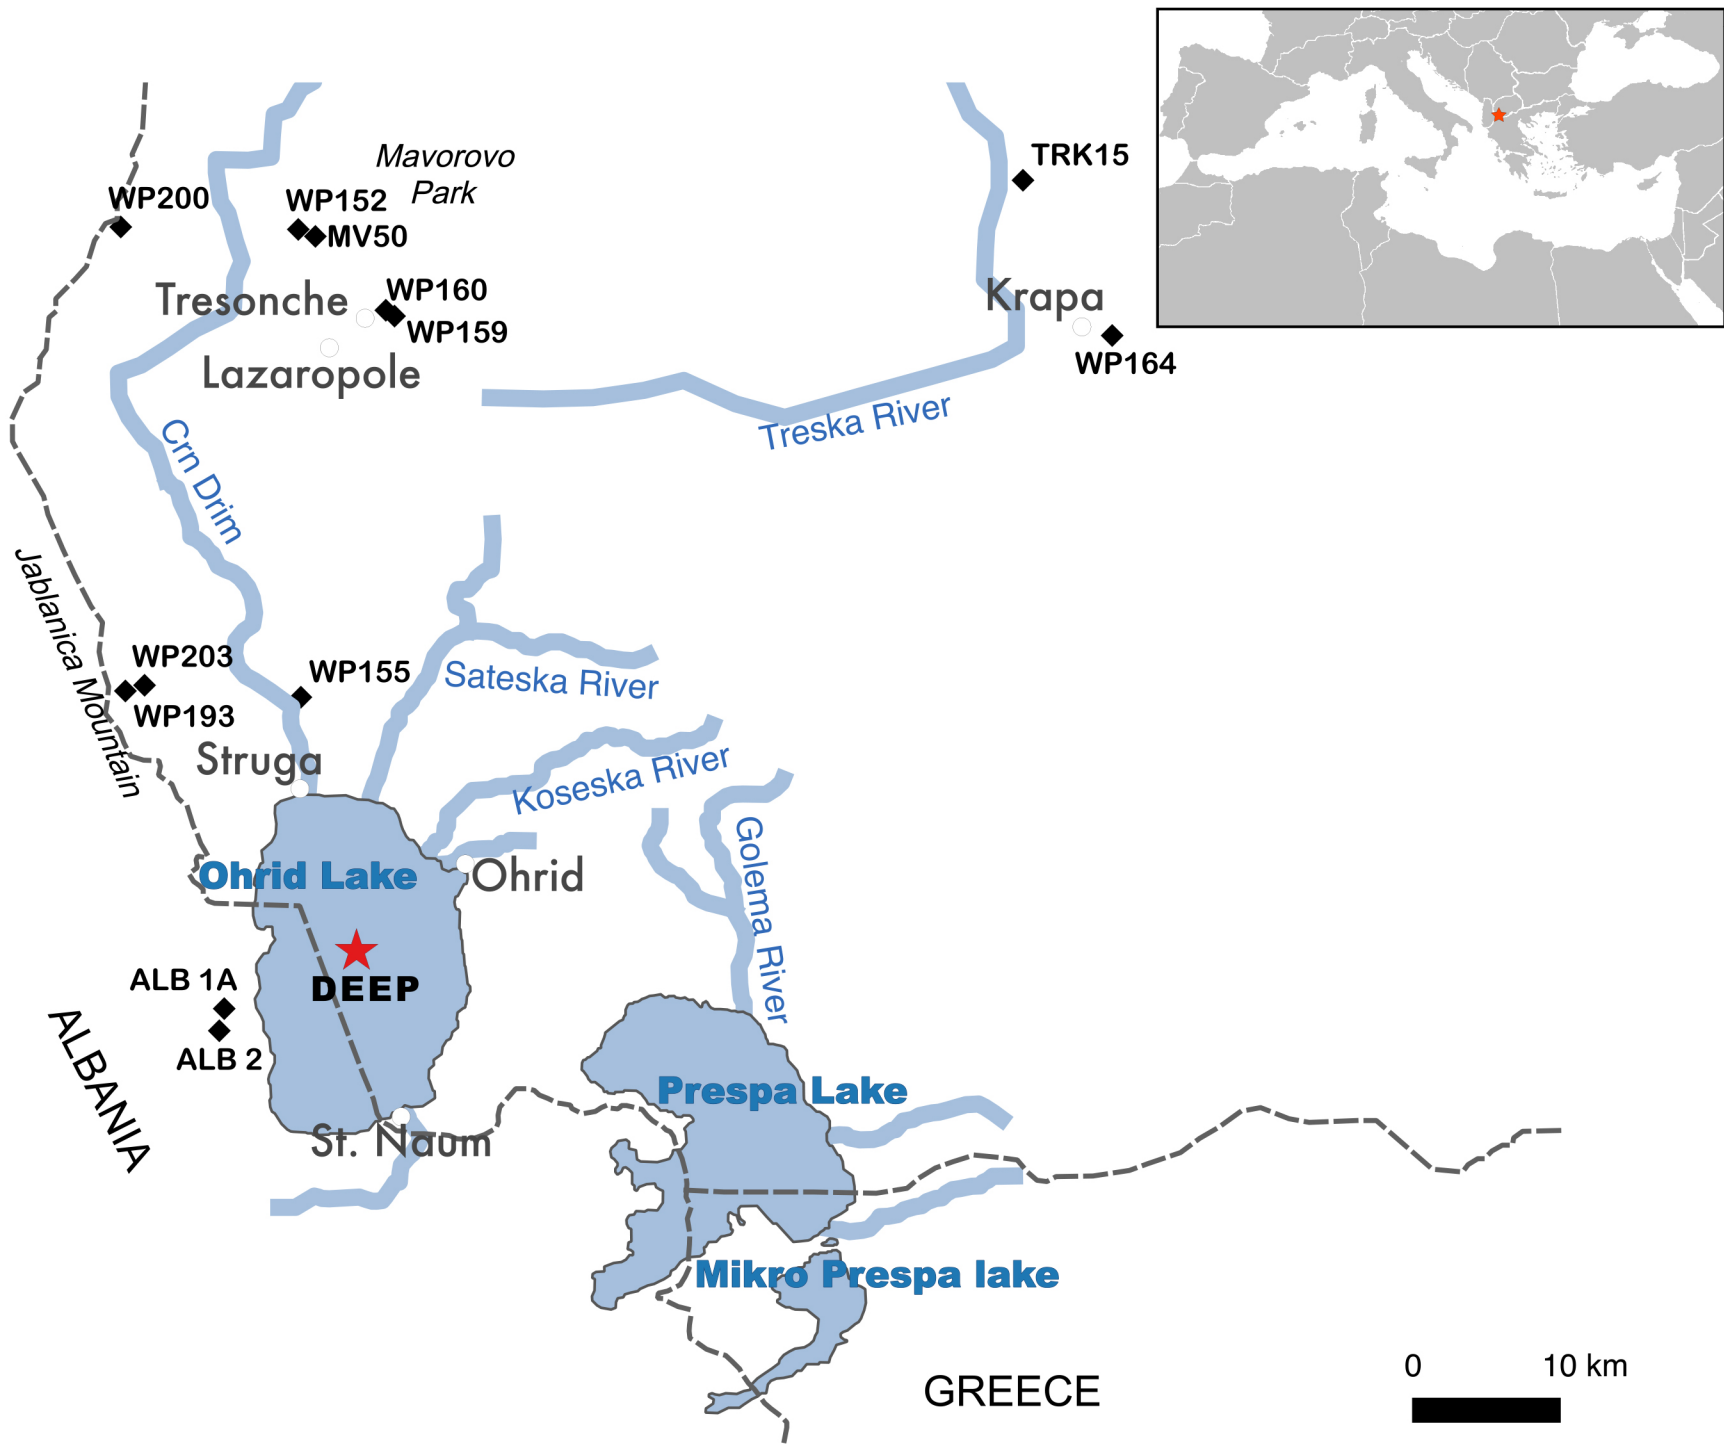 Mavorovo
Park
TRK15
WP200
WP152
MV50
WP160
Tresonche
WP159
Krapa
WP164
Lazaropole
Treska River
Crn Drim
Jablanica Mountain
WP203
WP155
Sateska River
WP193
Struga
Koseska River
Golema River
Ohrid Lake
Ohrid
DEEP
ALB 1A
ALB 2
ALBANIA
Prespa Lake
St. Naum
Mikro Prespa lake
GREECE
0 10 km